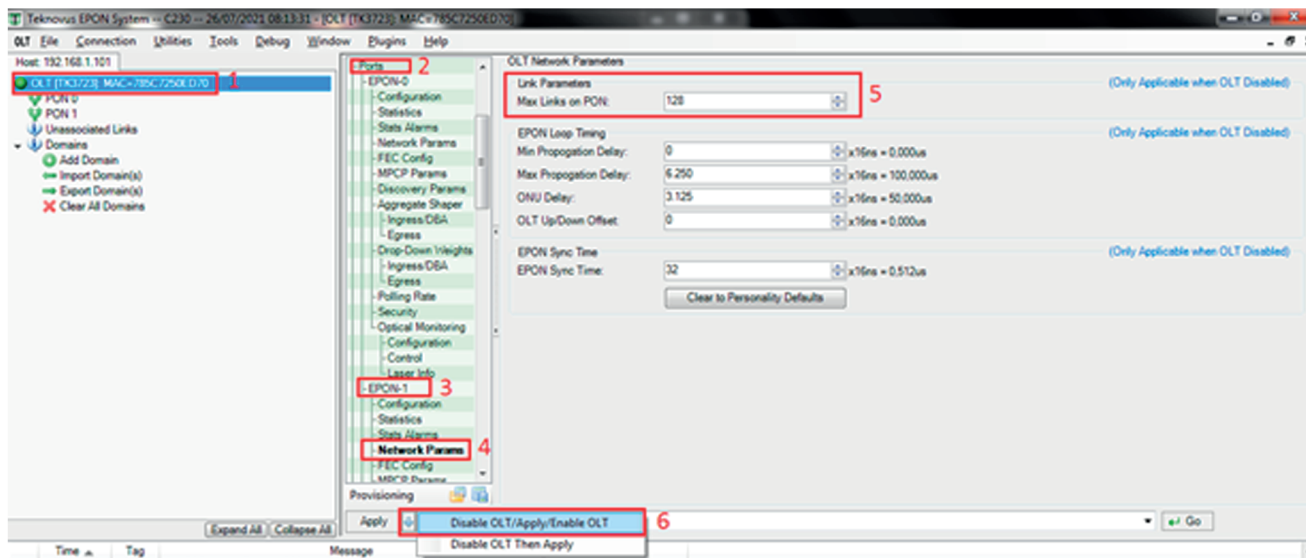 Teknovus EPON System -- C230 -- 26/07/2021 08:13:31 - [OLT [TK3723]: MAC=785C7250ED70]
OLT File Connection Utilities Tools Debug Window Plugins Help
Host: 192.168.1.101
OLT [TK3723]: MAC=785C7250ED70 1
PON 0
PON 1
Unassociated Links
Domains
Add Domain
Import Domain(s)
Export Domain(s)
Clear All Domains
Expand All Collapse All
Ports 2
EPON-0
Configuration
Statistics
Stats Alarms
Network Params
FEC Config
MPCP Params
Discovery Params
Aggregate Shaper
Ingress/DBA
Egress
Drop-Down Weights
Ingress/DBA
Egress
Polling Rate
Security
Optical Monitoring
Configuration
Control
Laser Info
EPON-1 3
Configuration
Statistics
Stats Alarms
Network Params 4
FEC Config
MPCP Params
Provisioning
OLT Network Parameters
Link Parameters (Only Applicable when OLT Disabled)
Max Links on PON: 128 5
EPON Loop Timing (Only Applicable when OLT Disabled)
Min Propogation Delay: 0 x16ns = 0,000us
Max Propogation Delay: 6.250 x16ns = 100,000us
ONU Delay: 3.125 x16ns = 50,000us
OLT Up/Down Offset: 0 x16ns = 0,000us
EPON Sync Time (Only Applicable when OLT Disabled)
EPON Sync Time: 32 x16ns = 0,512us
Clear to Personality Defaults
Apply Disable OLT/Apply/Enable OLT 6 Go
Disable OLT Then Apply
Time Tag Message